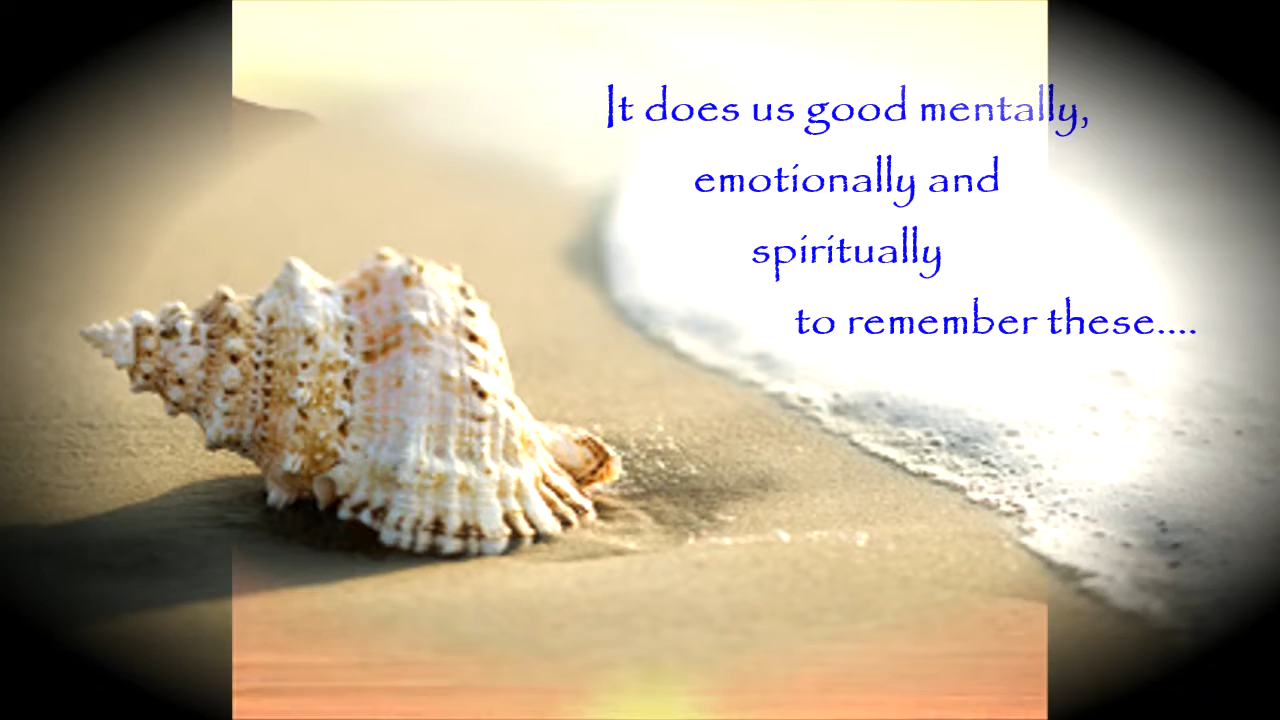 It does us good mentally,
emotionally and
spiritually
to remember these....